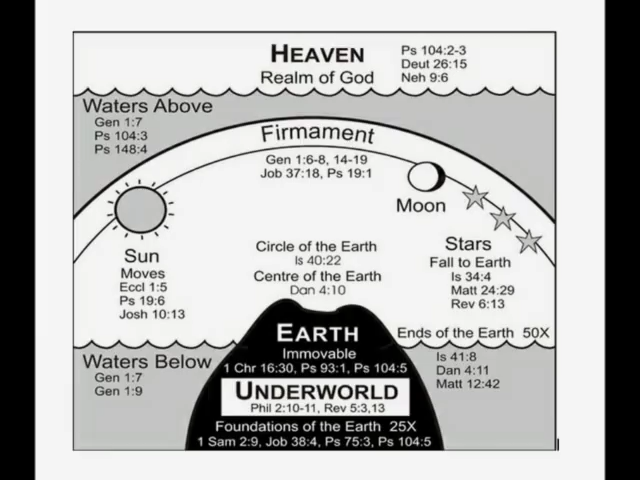 HEAVEN
Realm of God
Ps 104:2-3
Deut 26:15
Neh 9:6
Waters Above
Gen 1:7
Ps 104:3
Ps 148:4
Firmament
Gen 1:6-8, 14-19
Job 37:18, Ps 19:1
Moon
Sun
Moves
Eccl 1:5
Ps 19:6
Josh 10:13
Circle of the Earth
Is 40:22
Centre of the Earth
Dan 4:10
Stars
Fall to Earth
Is 34:4
Matt 24:29
Rev 6:13
Ends of the Earth 50X
Is 41:8
Dan 4:11
Matt 12:42
Waters Below
Gen 1:7
Gen 1:9
EARTH
Immovable
1 Chr 16:30, Ps 93:1, Ps 104:5
UNDERWORLD
Phil 2:10-11, Rev 5:3,13
Foundations of the Earth 25X
1 Sam 2:9, Job 38:4, Ps 75:3, Ps 104:5